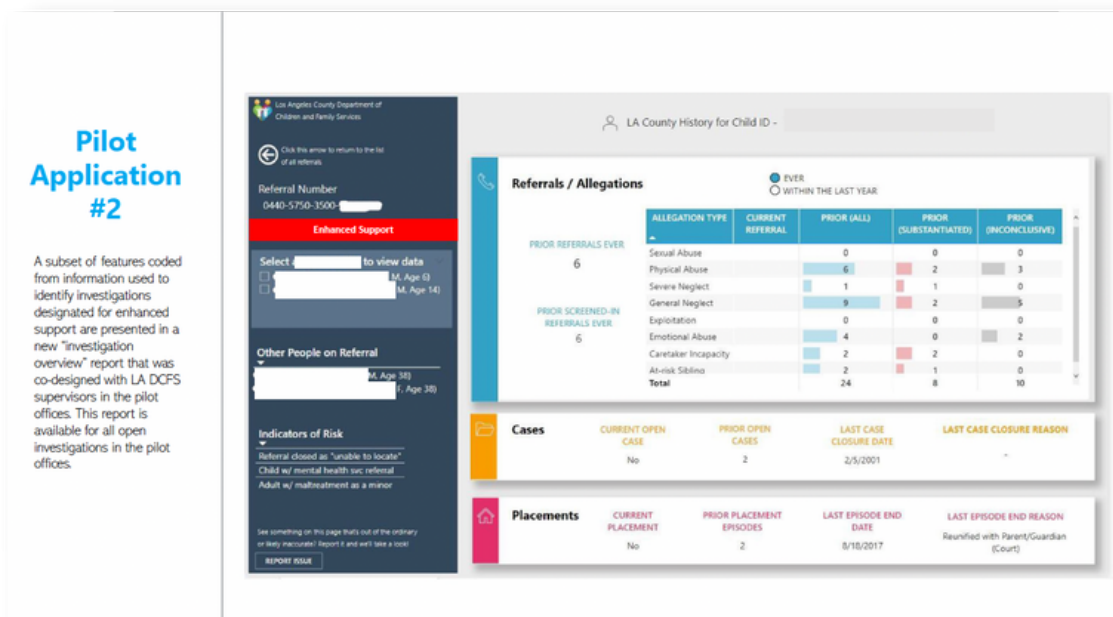 Pilot
Application
#2
A subset of features coded
from information used to
identify investigations
designated for enhanced
support are presented in a
new "investigation
overview" report that was
co-designed with LA DCFS
supervisors in the pilot
offices. This report is
available for all open
investigations in the pilot
offices.
Los Angeles County Department of
Children and Family Services
Click this arrow to return to the list
of all referrals
Referral Number
0440-5750-3500-
Enhanced Support
Select to view data
M, Age 6)
M, Age 14)
Other People on Referral
M, Age 38)
Age 38)
Indicators of Risk
Referral closed as "unable to locate"
Child w/ mental health svc referral
Adult w/ maltreatment as a minor
See something on this page that's out of the ordinary
or likely inaccurate? Report it and we'll take a look!
REPORT ISSUE
LA County History for Child ID -
Referrals / Allegations
EVER
WITHIN THE LAST YEAR
PRIOR REFERRALS EVER
6
PRIOR SCREENED-IN
REFERRALS EVER
6
ALLEGATION TYPE CURRENT REFERRAL PRIOR (ALL) PRIOR (SUBSTANTIATED) PRIOR (INCONCLUSIVE)
Sexual Abuse 0 0 0
Physical Abuse 6 2 3
Severe Neglect 1 1 0
General Neglect 9 2 5
Exploitation 0 0 0
Emotional Abuse 4 0 2
Caretaker Incapacity 2 2 0
At-risk Sibling 2 1 0
Total 24 8 10
Cases
CURRENT OPEN CASE PRIOR OPEN CASES LAST CASE CLOSURE DATE LAST CASE CLOSURE REASON
No 2 2/5/2001 -
Placements
CURRENT PLACEMENT PRIOR PLACEMENT EPISODES LAST EPISODE END DATE LAST EPISODE END REASON
No 2 8/18/2017 Reunified with Parent/Guardian (Court)